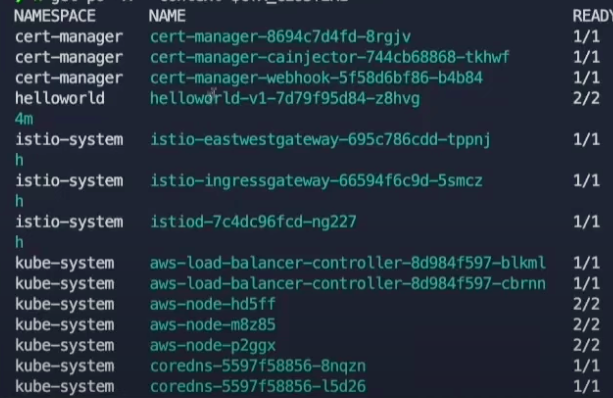 NAMESPACE NAME READY
cert-manager cert-manager-8694c7d4fd-8rgjv 1/1
cert-manager cert-manager-cainjector-744cb68868-tkhwf 1/1
cert-manager cert-manager-webhook-5f58d6bf86-b4b84 1/1
helloworld helloworld-v1-7d79f95d84-z8hvg 2/2
4m
istio-system istio-eastwestgateway-695c786cdd-tppnj 1/1
h
istio-system istio-ingressgateway-66594f6c9d-5smcz 1/1
h
istio-system istiod-7c4dc96fcd-ng227 1/1
h
kube-system aws-load-balancer-controller-8d984f597-blkml 1/1
kube-system aws-load-balancer-controller-8d984f597-cbrnn 1/1
kube-system aws-node-hd5ff 2/2
kube-system aws-node-m8z85 2/2
kube-system aws-node-p2ggx 2/2
kube-system coredns-5597f58856-8nqzn 1/1
kube-system coredns-5597f58856-l5d26 1/1